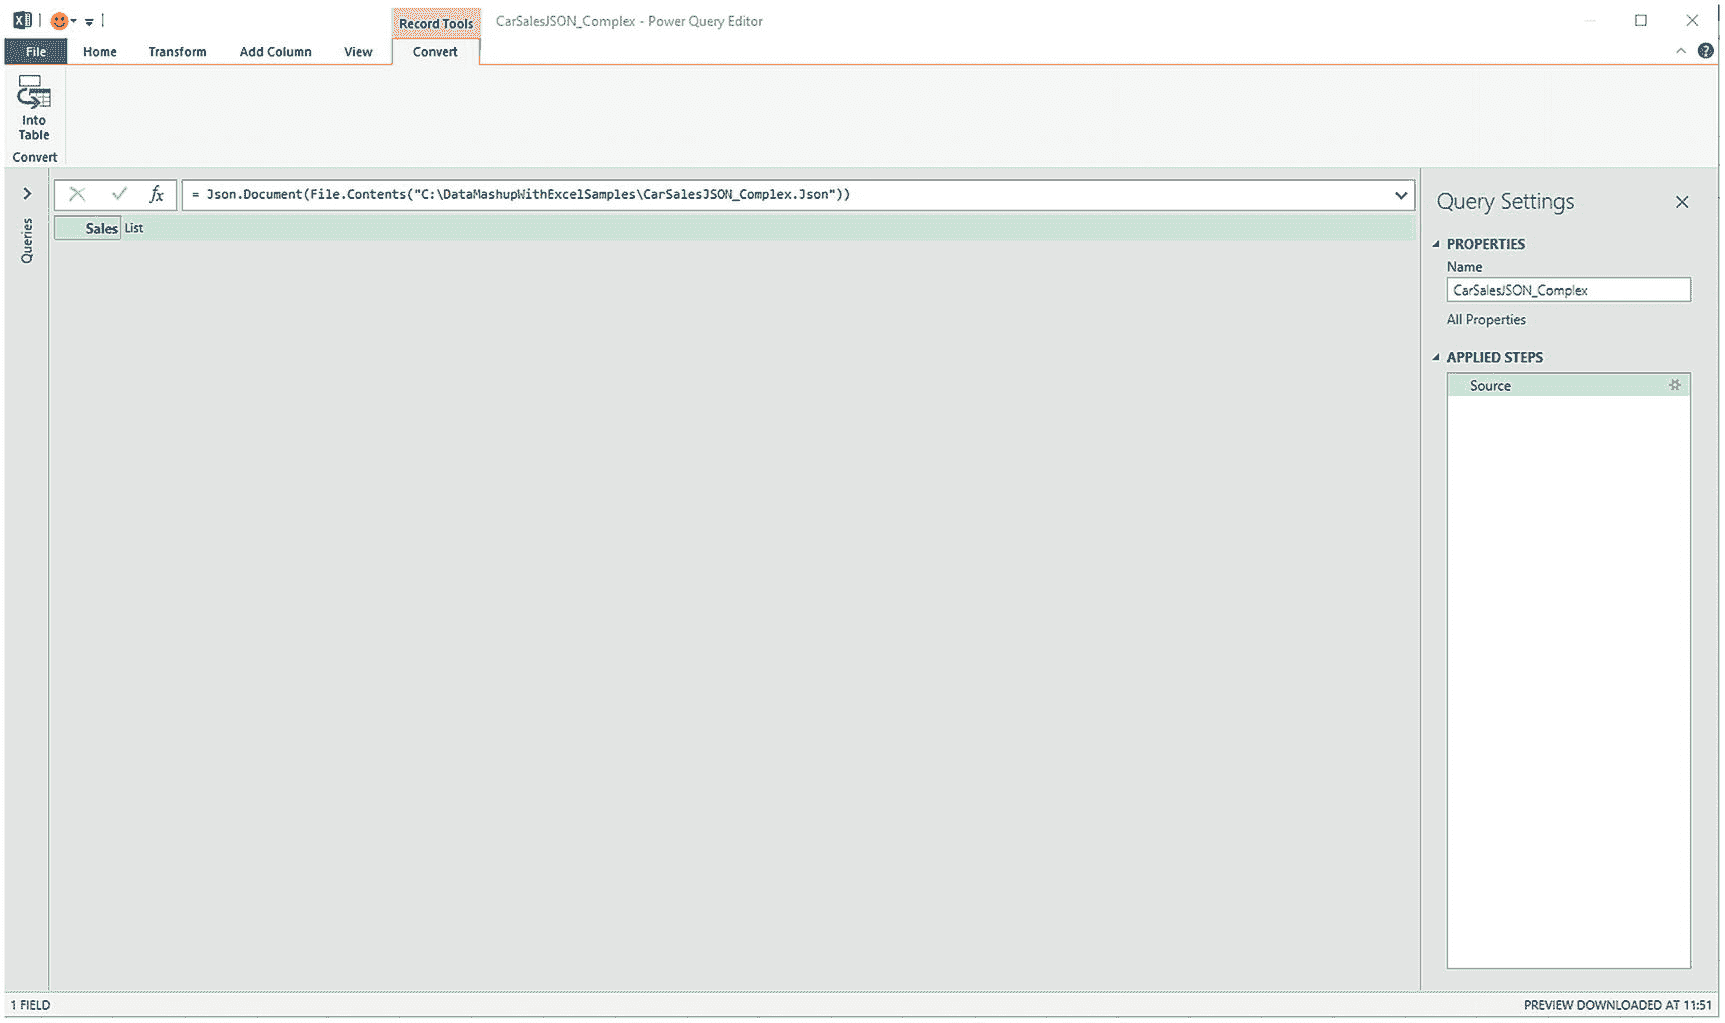 Record Tools
CarSalesJSON_Complex - Power Query Editor
File Home Transform Add Column View Convert
Into
Table
Convert
fx = Json.Document(File.Contents("C:\DataMashupWithExcelSamples\CarSalesJSON_Complex.Json"))
Queries
Sales List
Query Settings
PROPERTIES
Name
CarSalesJSON_Complex
All Properties
APPLIED STEPS
Source
1 FIELD
PREVIEW DOWNLOADED AT 11:51